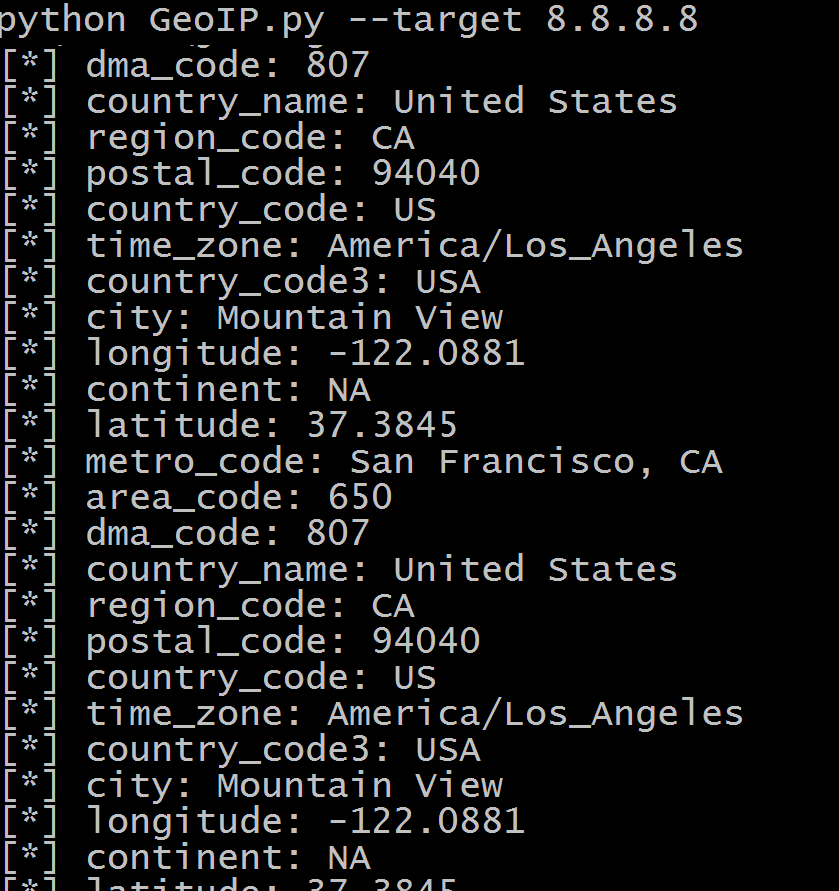 python GeoIP.py --target 8.8.8.8
[*] dma_code: 807
[*] country_name: United States
[*] region_code: CA
[*] postal_code: 94040
[*] country_code: US
[*] time_zone: America/Los_Angeles
[*] country_code3: USA
[*] city: Mountain View
[*] longitude: -122.0881
[*] continent: NA
[*] latitude: 37.3845
[*] metro_code: San Francisco, CA
[*] area_code: 650
[*] dma_code: 807
[*] country_name: United States
[*] region_code: CA
[*] postal_code: 94040
[*] country_code: US
[*] time_zone: America/Los_Angeles
[*] country_code3: USA
[*] city: Mountain View
[*] longitude: -122.0881
[*] continent: NA
[*] latitude: 37.3845